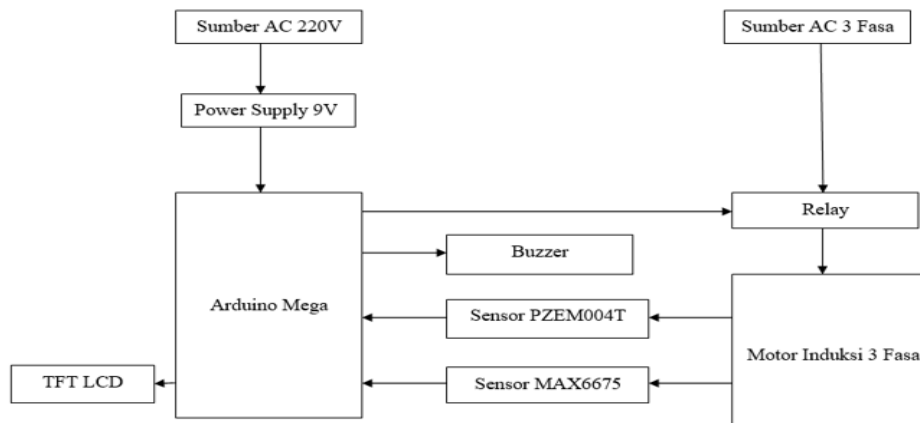 Sumber AC 220V
Sumber AC 3 Fasa
Power Supply 9V
Relay
Buzzer
Arduino Mega
Sensor PZEM004T
Motor Induksi 3 Fasa
TFT LCD
Sensor MAX6675